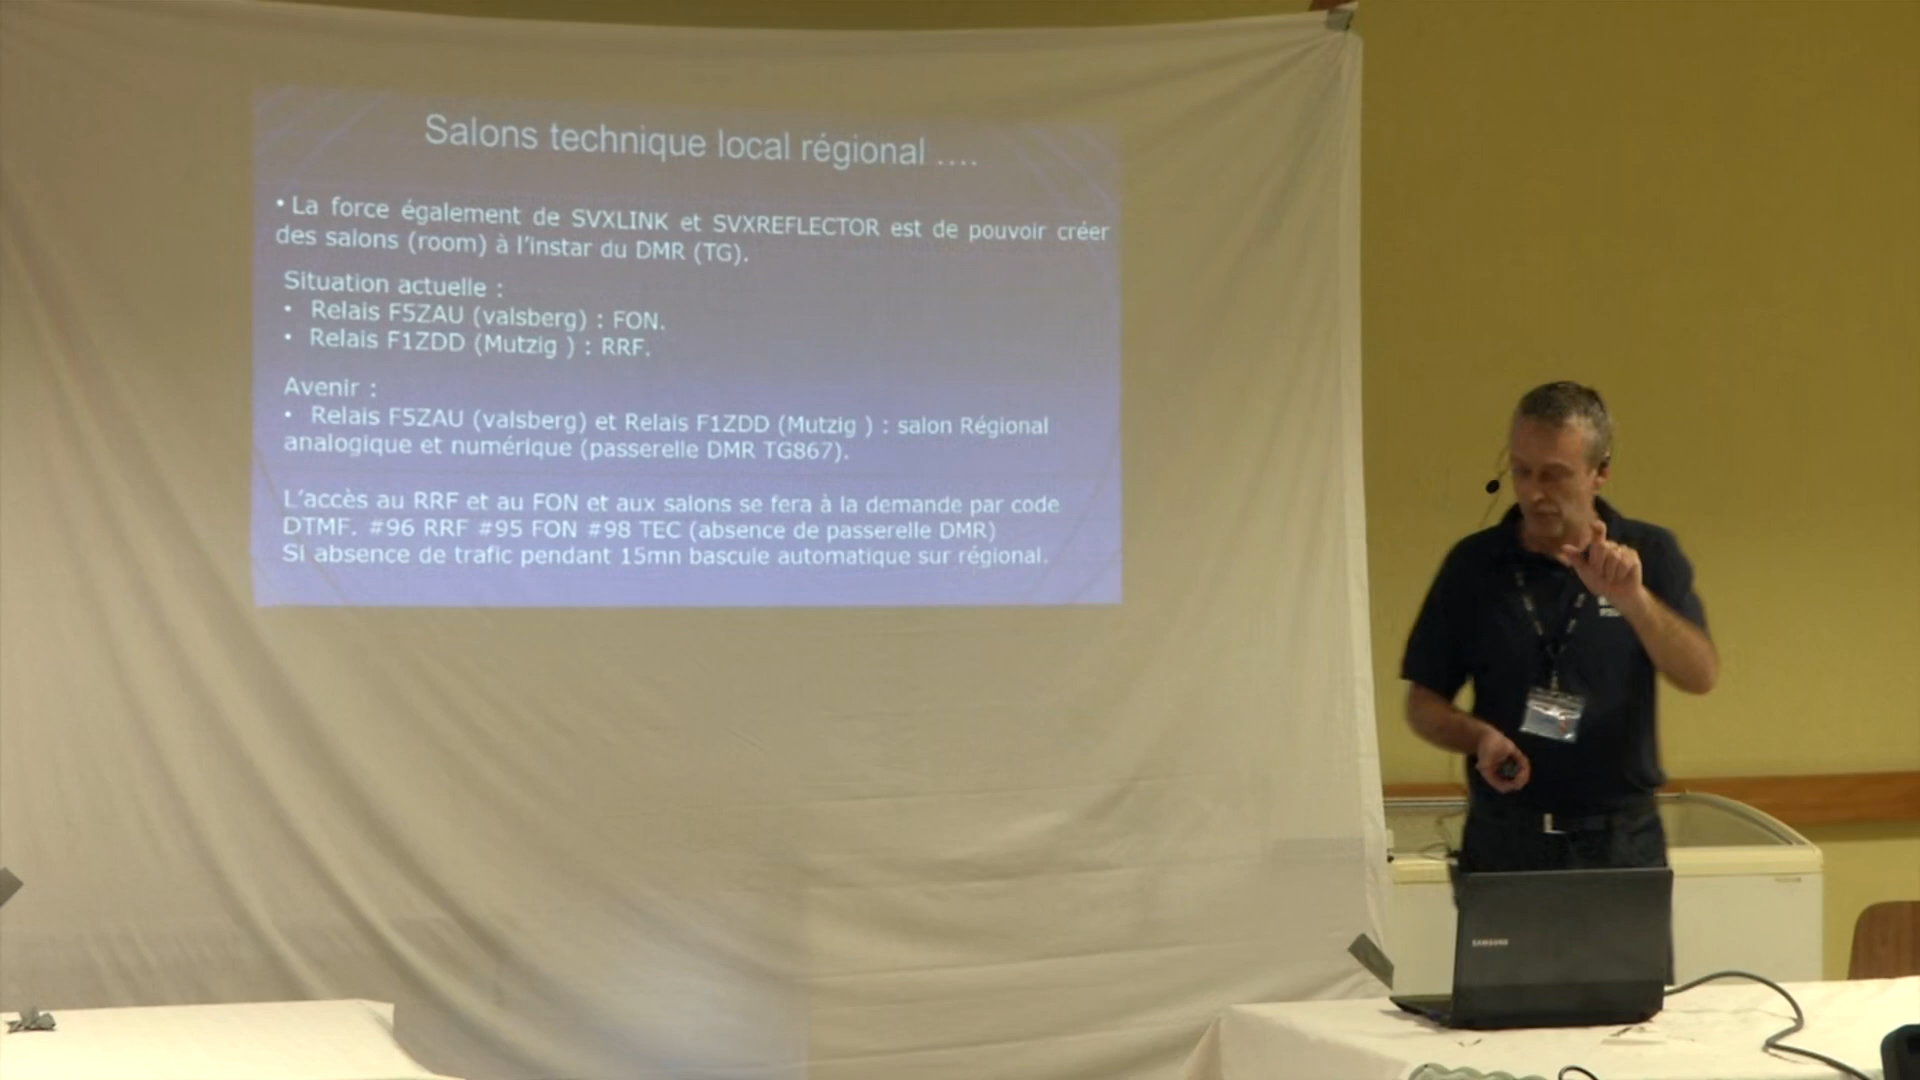 Salons technique local régional ....
• La force également de SVXLINK et SVXREFLECTOR est de pouvoir créer
des salons (room) à l'instar du DMR (TG).
Situation actuelle :
• Relais F5ZAU (valsberg) : FON.
• Relais F1ZDD (Mutzig ) : RRF.
Avenir :
• Relais F5ZAU (valsberg) et Relais F1ZDD (Mutzig ) : salon Régional
analogique et numérique (passerelle DMR TG867).
L'accès au RRF et au FON et aux salons se fera à la demande par code
DTMF. #96 RRF #95 FON #98 TEC (absence de passerelle DMR)
Si absence de trafic pendant 15mn bascule automatique sur régional.
SAMSUNG